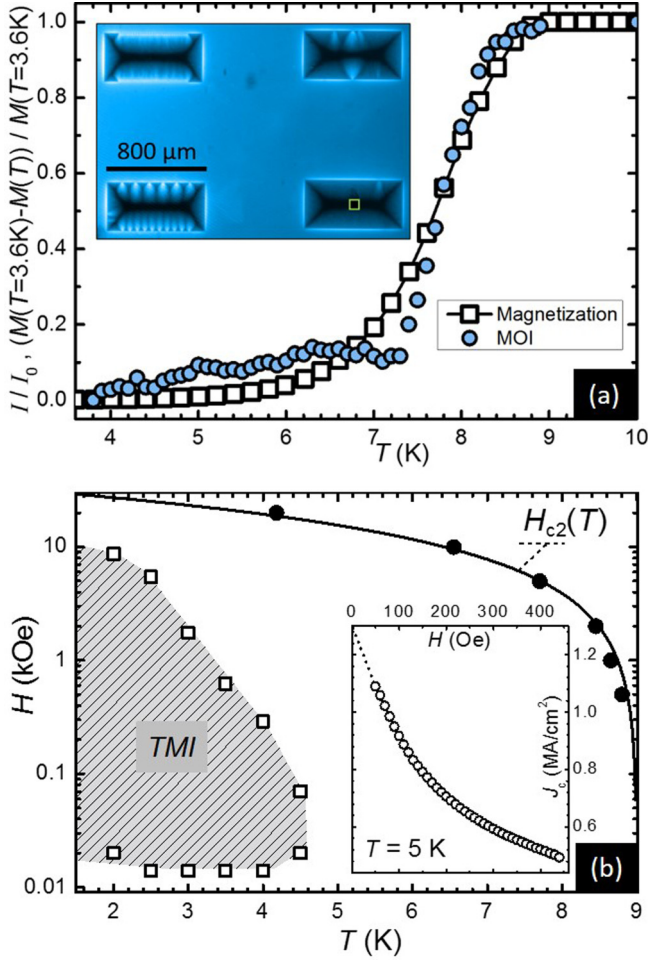 I / I0 , (M(T=3.6K)-M(T)) / M(T=3.6K)
1.0
0.8
0.6
0.4
0.2
0.0
800 µm
Magnetization
MOI
(a)
4 5 6 7 8 9 10
T (K)
H (kOe)
10
1
0.1
0.01
Hc2(T)
TMI
0 100 200 300 400
H (Oe)
1.2
1.0
0.8
0.6
Jc (MA/cm²)
T = 5 K
(b)
2 3 4 5 6 7 8 9
T (K)